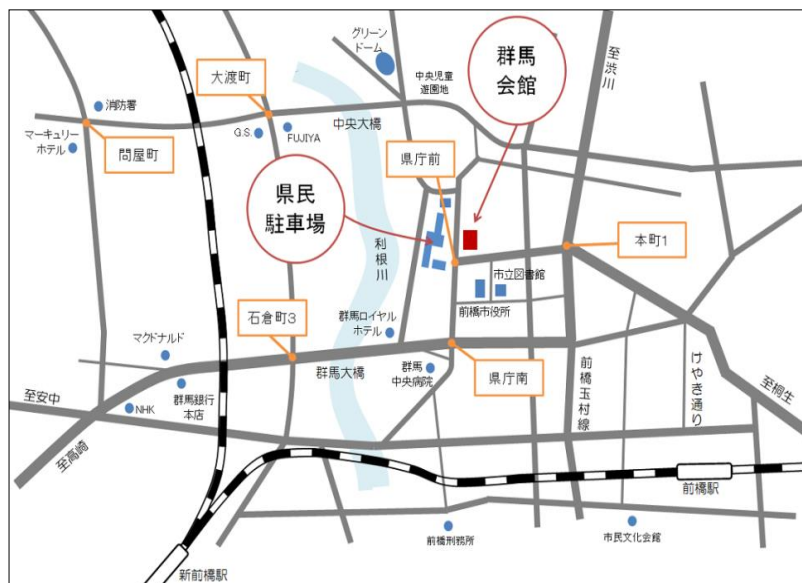 グリーン
ドーム
群馬
会館
至渋川
大渡町
中央児童
遊園地
消防署
G.S.
FUJIYA
中央大橋
マーキュリー
ホテル
問屋町
県庁前
県民
駐車場
利根川
本町1
市立図書館
前橋市役所
石倉町3
群馬ロイヤル
ホテル
マクドナルド
群馬大橋
群馬
中央病院
県庁南
前橋玉村線
けやき通り
至桐生
至安中
NHK
群馬銀行
本店
至高崎
前橋駅
新前橋駅
前橋刑務所
市民文化会館